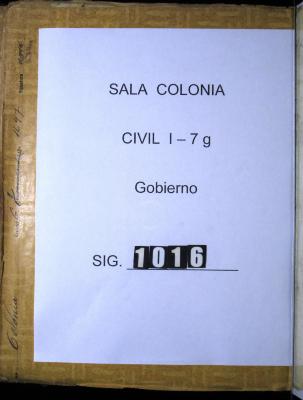 SALA COLONIA
CIVIL I – 7 g
Gobierno
SIG. 1016